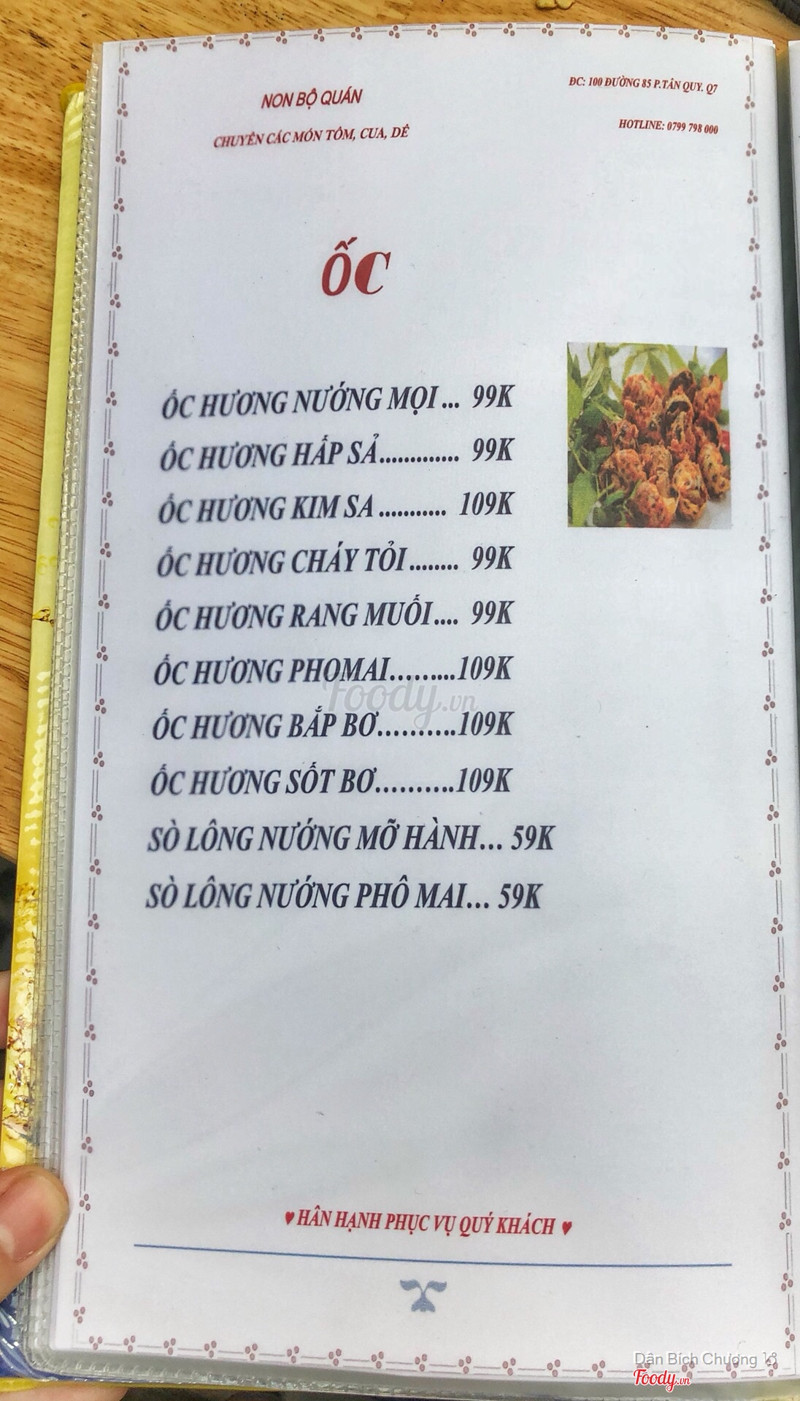 NON BỘ QUÁN
ĐC: 100 ĐƯỜNG 85 P.TÂN QUY. Q7
CHUYÊN CÁC MÓN TÔM, CUA, DÊ
HOTLINE: 0799 798 000
ỐC
ỐC HƯƠNG NƯỚNG MỌI... 99K
ỐC HƯƠNG HẤP SẢ............. 99K
ỐC HƯƠNG KIM SA ........... 109K
ỐC HƯƠNG CHÁY TỎI........ 99K
ỐC HƯƠNG RANG MUỐI.... 99K
ỐC HƯƠNG PHOMAI.........109K
Foody.vn
ỐC HƯƠNG BẮP BƠ..........109K
ỐC HƯƠNG SỐT BƠ..........109K
SÒ LÔNG NƯỚNG MỠ HÀNH... 59K
SÒ LÔNG NƯỚNG PHÔ MAI... 59K
♥ HÂN HẠNH PHỤC VỤ QUÝ KHÁCH ♥
Dân Bích Chương
Foody.vn